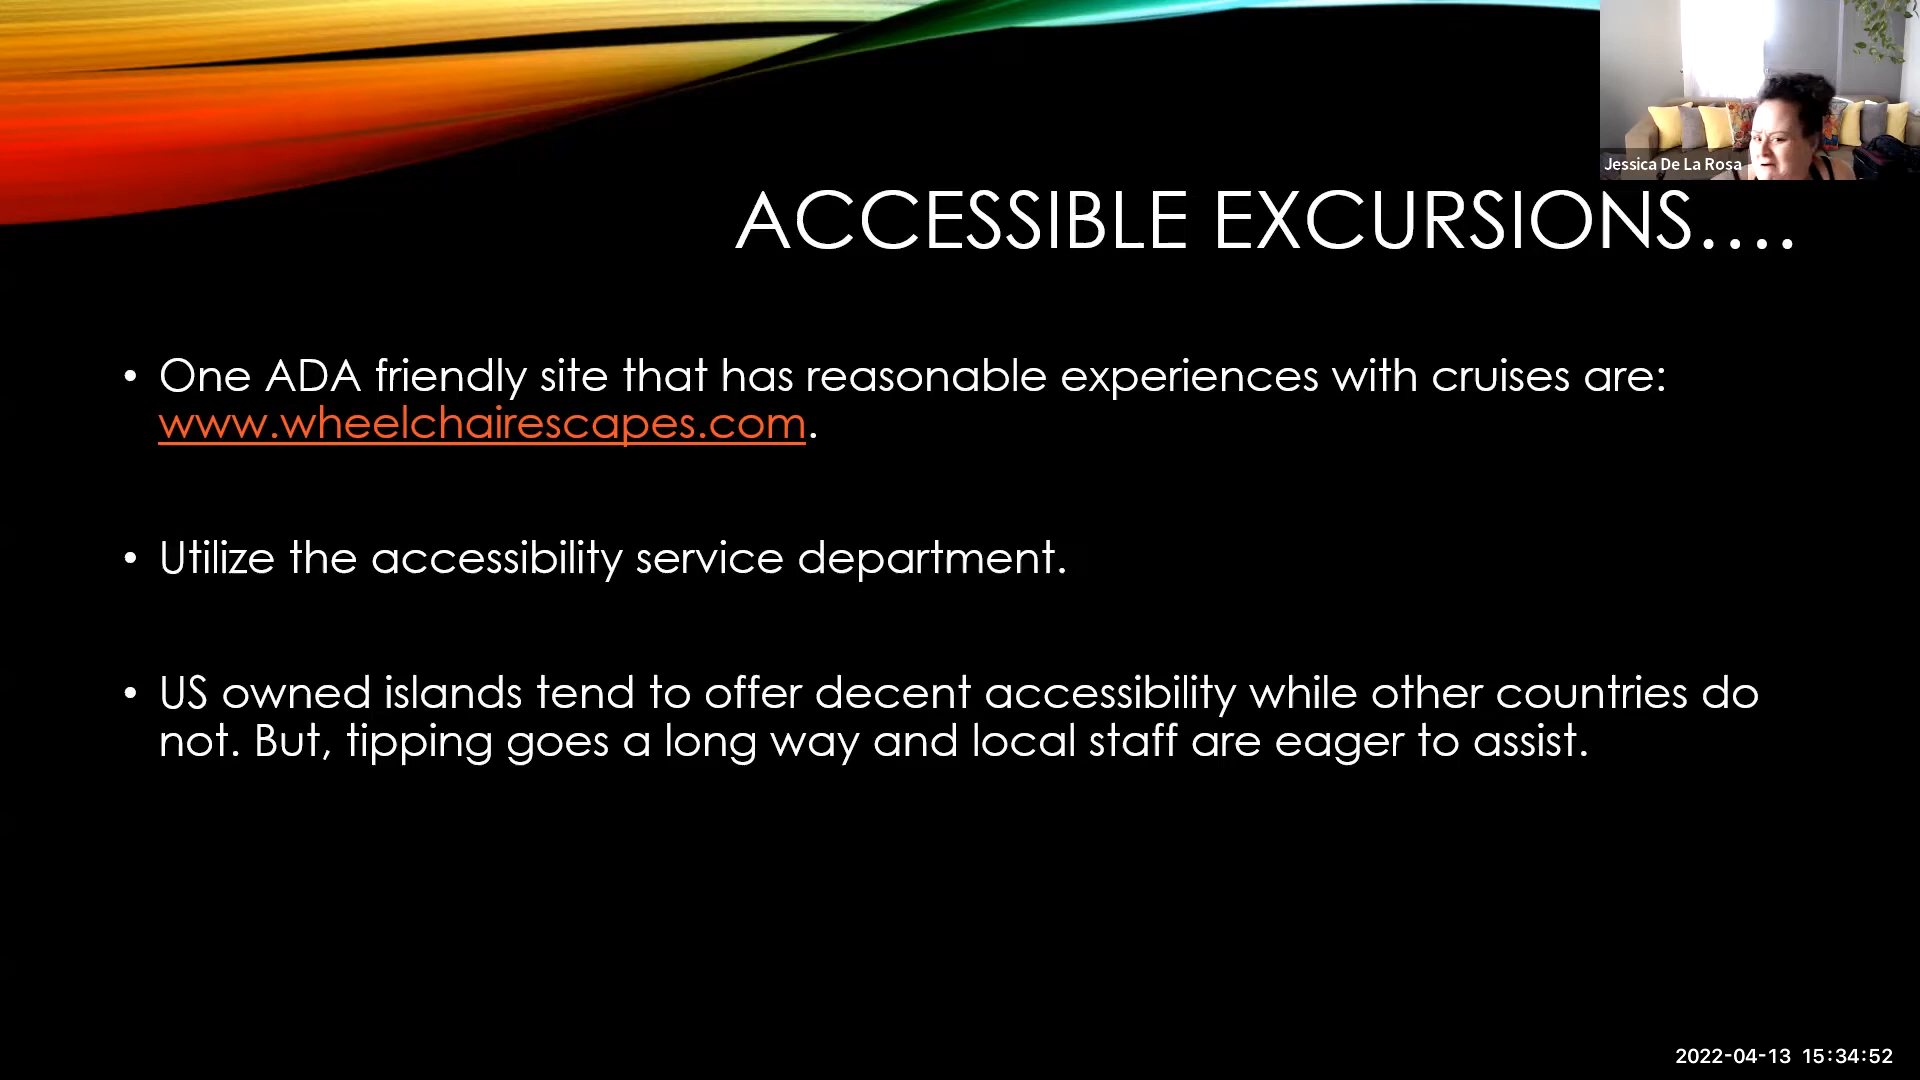 Jessica De La Rosa
ACCESSIBLE EXCURSIONS....
• One ADA friendly site that has reasonable experiences with cruises are:
www.wheelchairescapes.com.
• Utilize the accessibility service department.
• US owned islands tend to offer decent accessibility while other countries do
not. But, tipping goes a long way and local staff are eager to assist.
2022-04-13 15:34:52